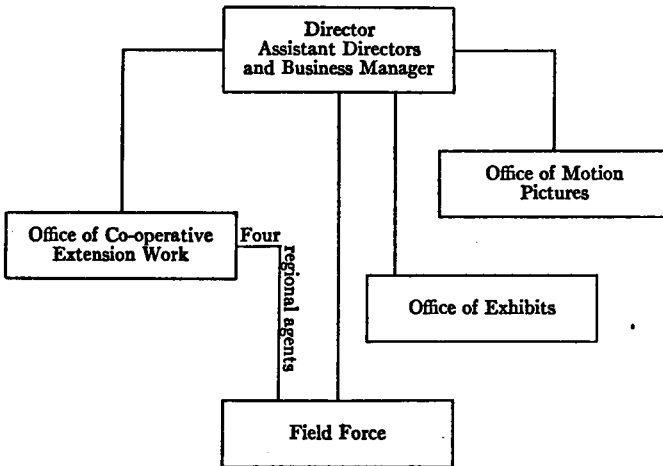 Director
Assistant Directors
and Business Manager
Office of Motion
Pictures
Office of Co-operative
Extension Work
Four
regional agents
Office of Exhibits
Field Force